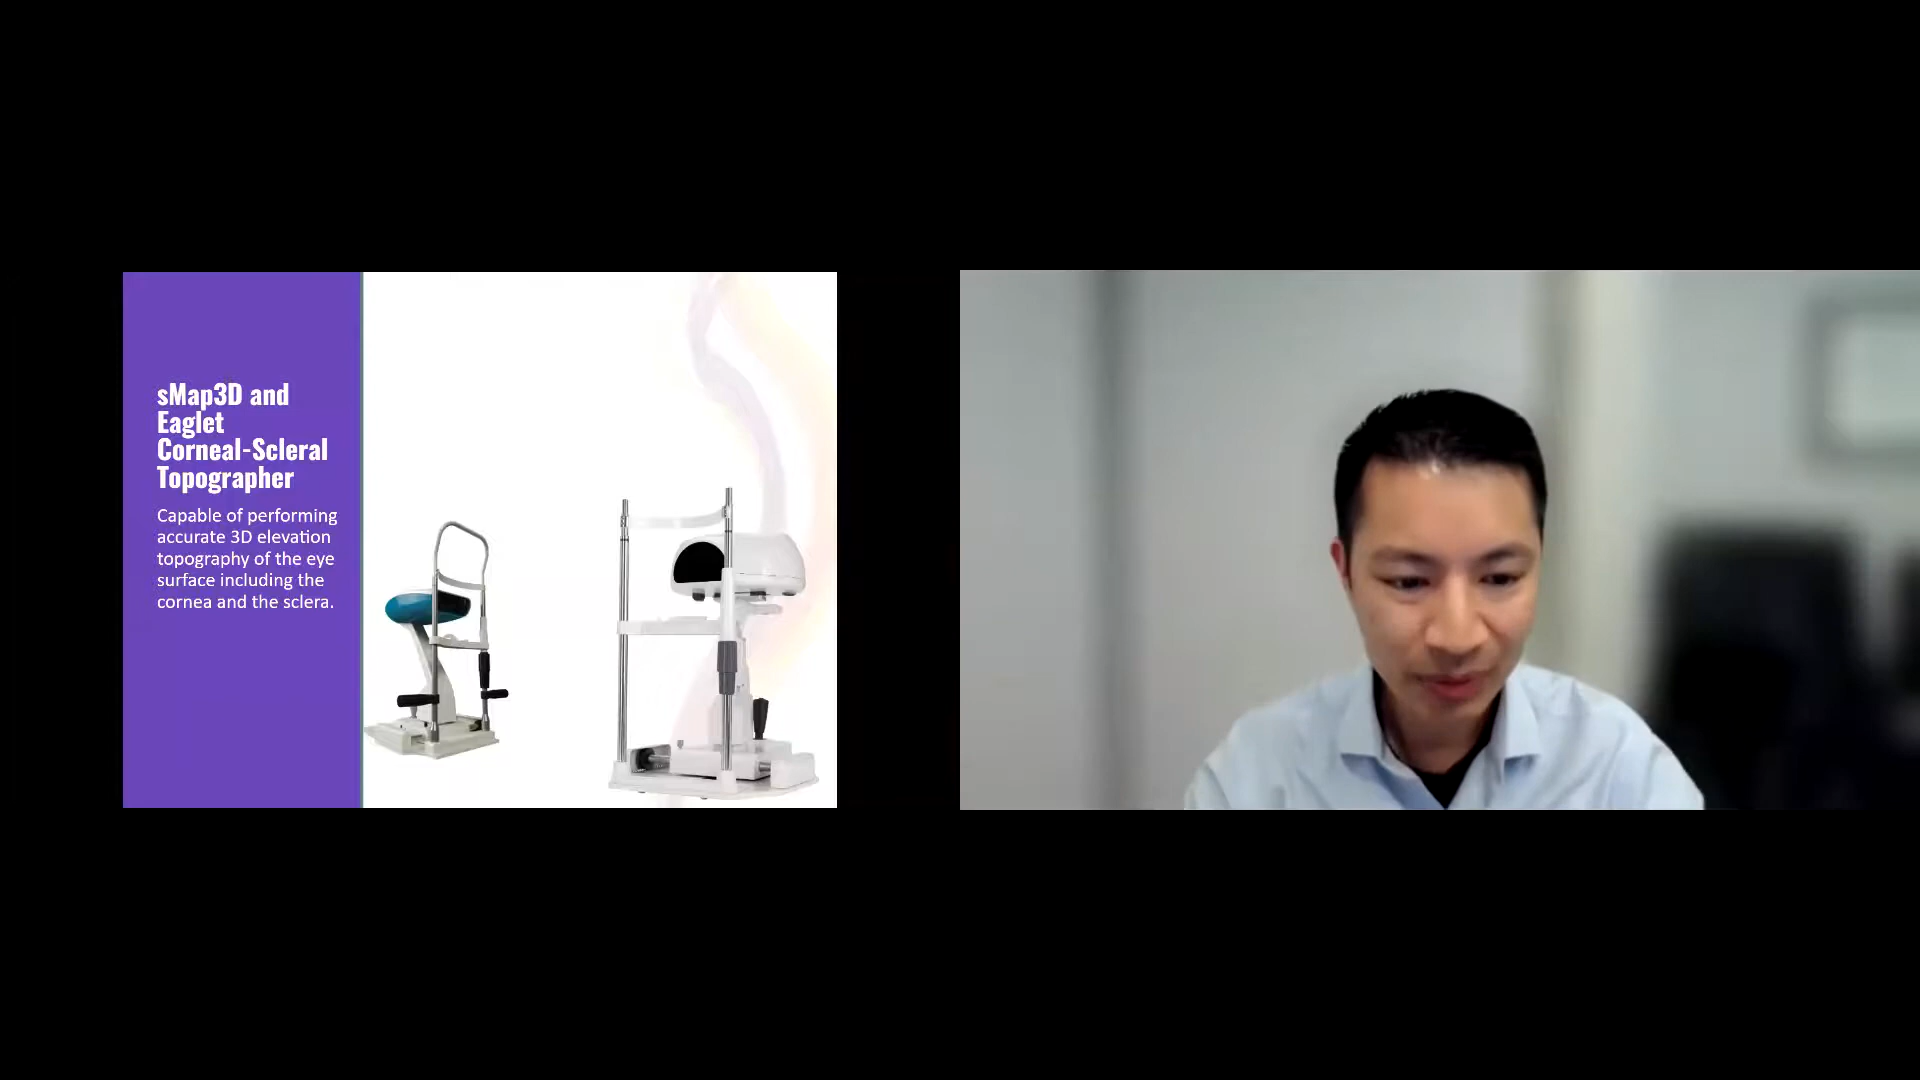 sMap3D and
Eaglet
Corneal-Scleral
Topographer
Capable of performing
accurate 3D elevation
topography of the eye
surface including the
cornea and the sclera.